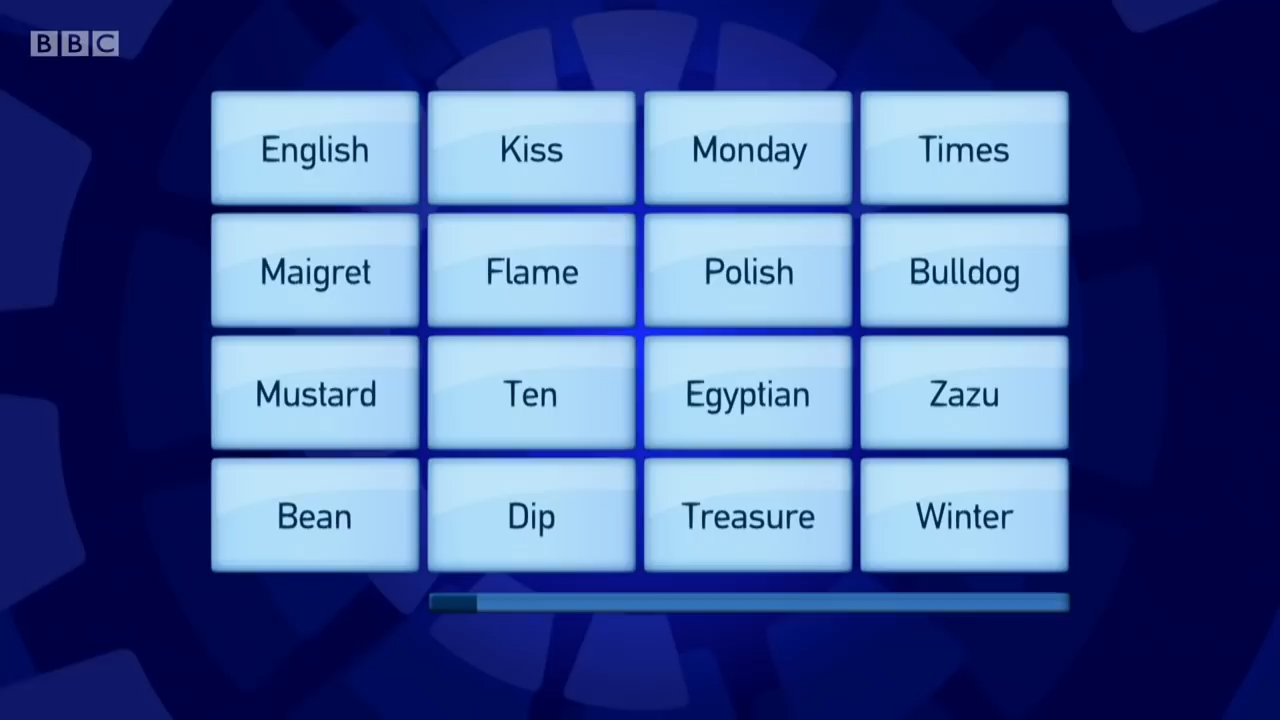 BBC
English Kiss Monday Times
Maigret Flame Polish Bulldog
Mustard Ten Egyptian Zazu
Bean Dip Treasure Winter